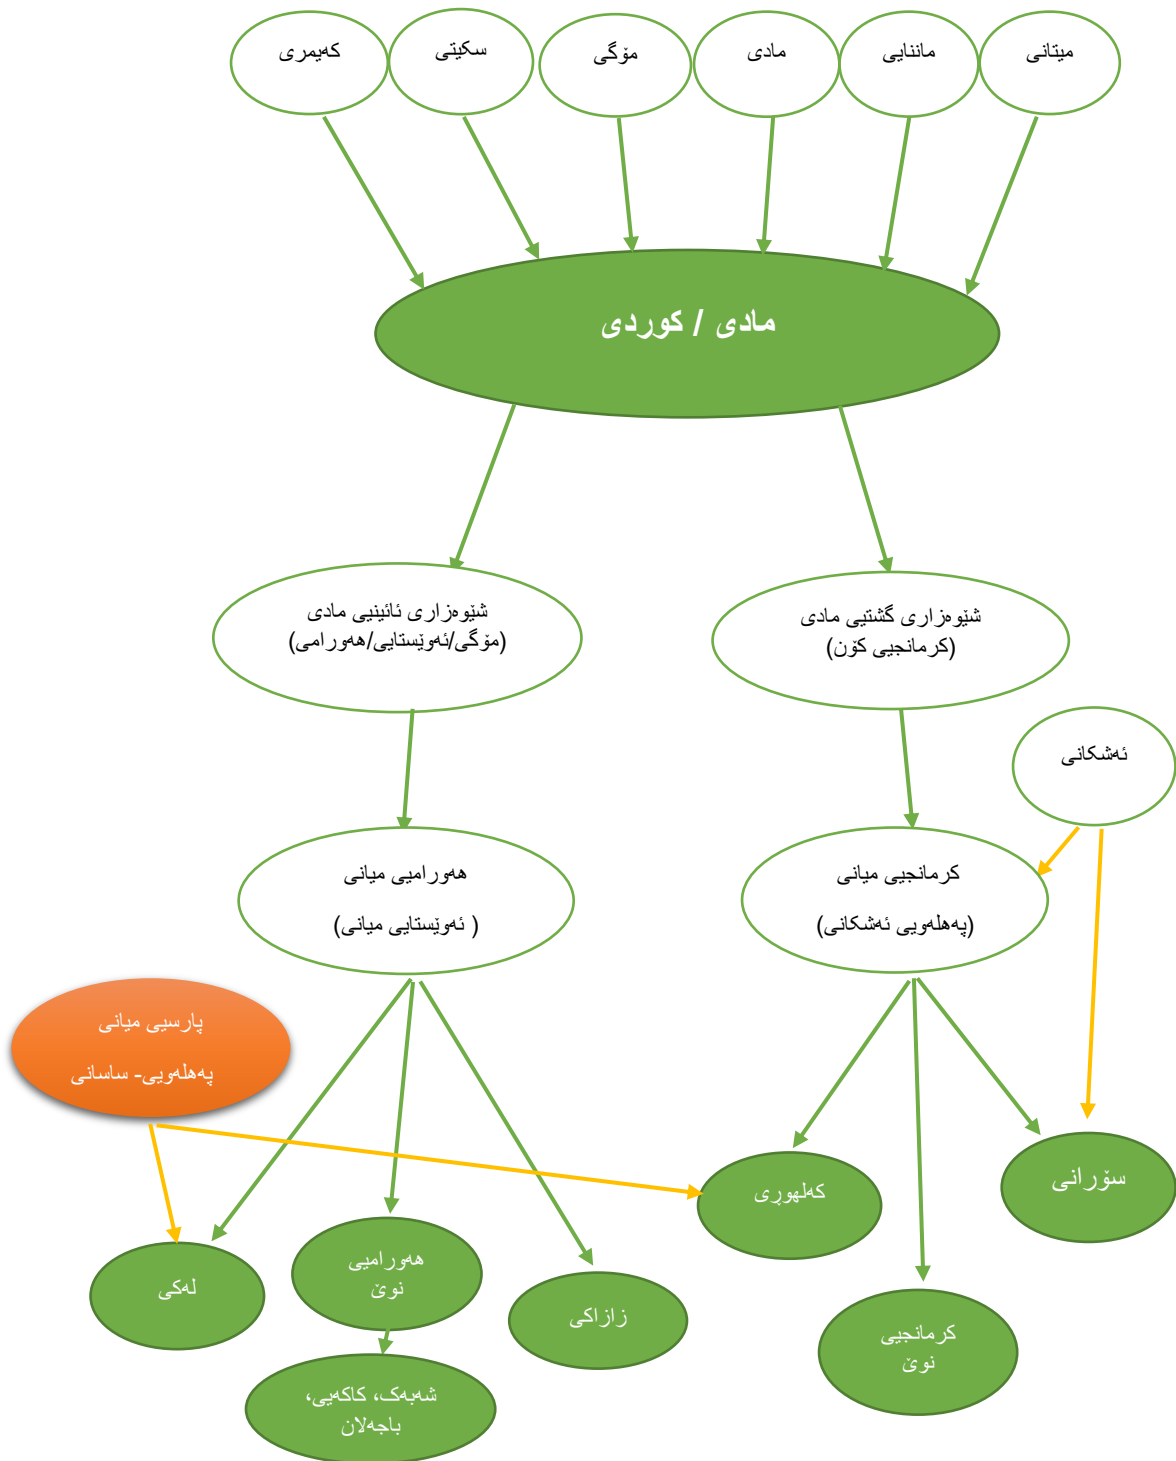 میتانی
ماننایی
مادی
مۆگی
سکیتی
کەیمری
مادی / کوردی
شێوەزاری گشتیی مادی
(کرمانجیی کۆن)
شێوەزاری ئائینیی مادی
(مۆگی/ئەوێستایی/هەورامی)
ئەشکانی
کرمانجیی میانی
(پەهلەویی ئەشکانی)
هەورامیی میانی
( ئەوێستایی میانی)
پارسیی میانی
پەهلەویی- ساسانی
سۆرانی
کەلهوڕی
کرمانجیی
نوێ
زازاکی
هەورامیی
نوێ
لەکی
شەبەک، کاکەیی،
باجەلان